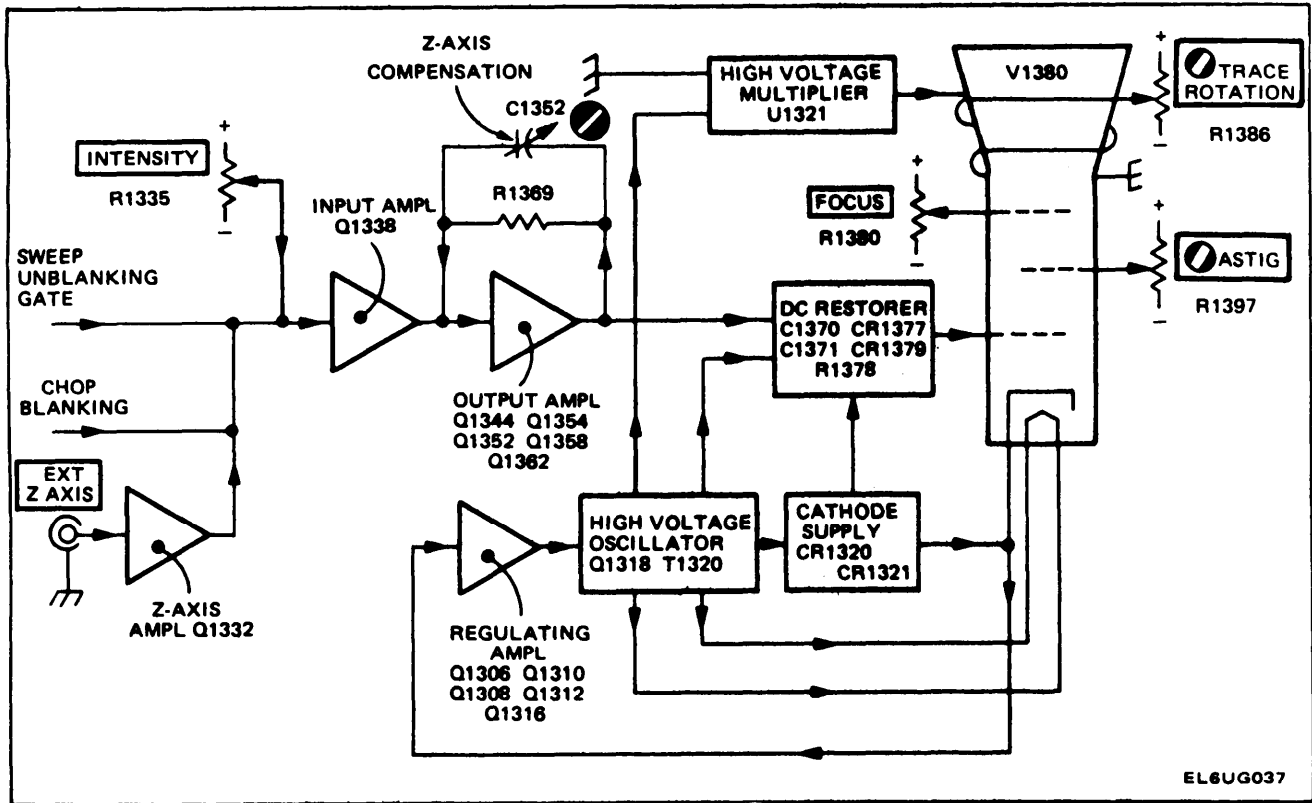 Z-AXIS
COMPENSATION
C1352
HIGH VOLTAGE
MULTIPLIER
U1321
V1380
+
TRACE
ROTATION
−
R1386
+
INTENSITY
R1335
−
INPUT AMPL
Q1338
R1369
+
FOCUS
R1380
−
+
ASTIG
−
R1397
SWEEP
UNBLANKING
GATE
DC RESTORER
C1370 CR1377
C1371 CR1379
R1378
CHOP
BLANKING
OUTPUT AMPL
Q1344 Q1354
Q1352 Q1358
Q1362
EXT
Z AXIS
Z-AXIS
AMPL Q1332
HIGH VOLTAGE
OSCILLATOR
Q1318 T1320
CATHODE
SUPPLY
CR1320
CR1321
REGULATING
AMPL
Q1306 Q1310
Q1308 Q1312
Q1316
EL6UG037